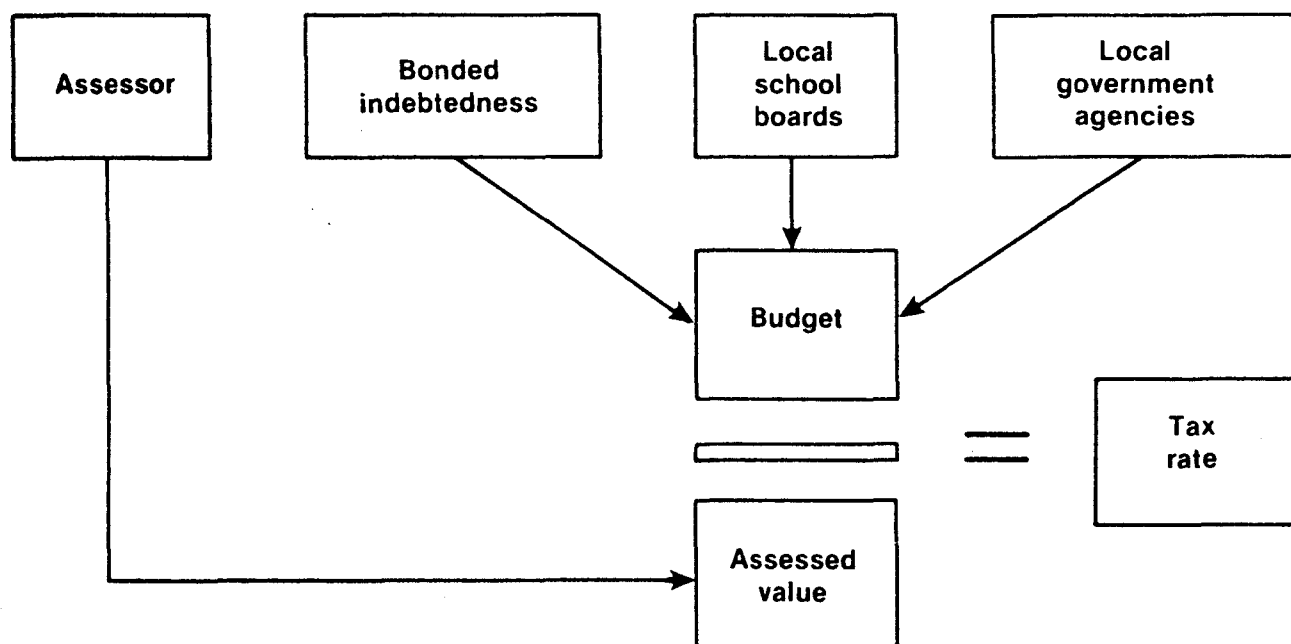 Assessor
Bonded
indebtedness
Local
school
boards
Local
government
agencies
Budget
=
Tax
rate
Assessed
value